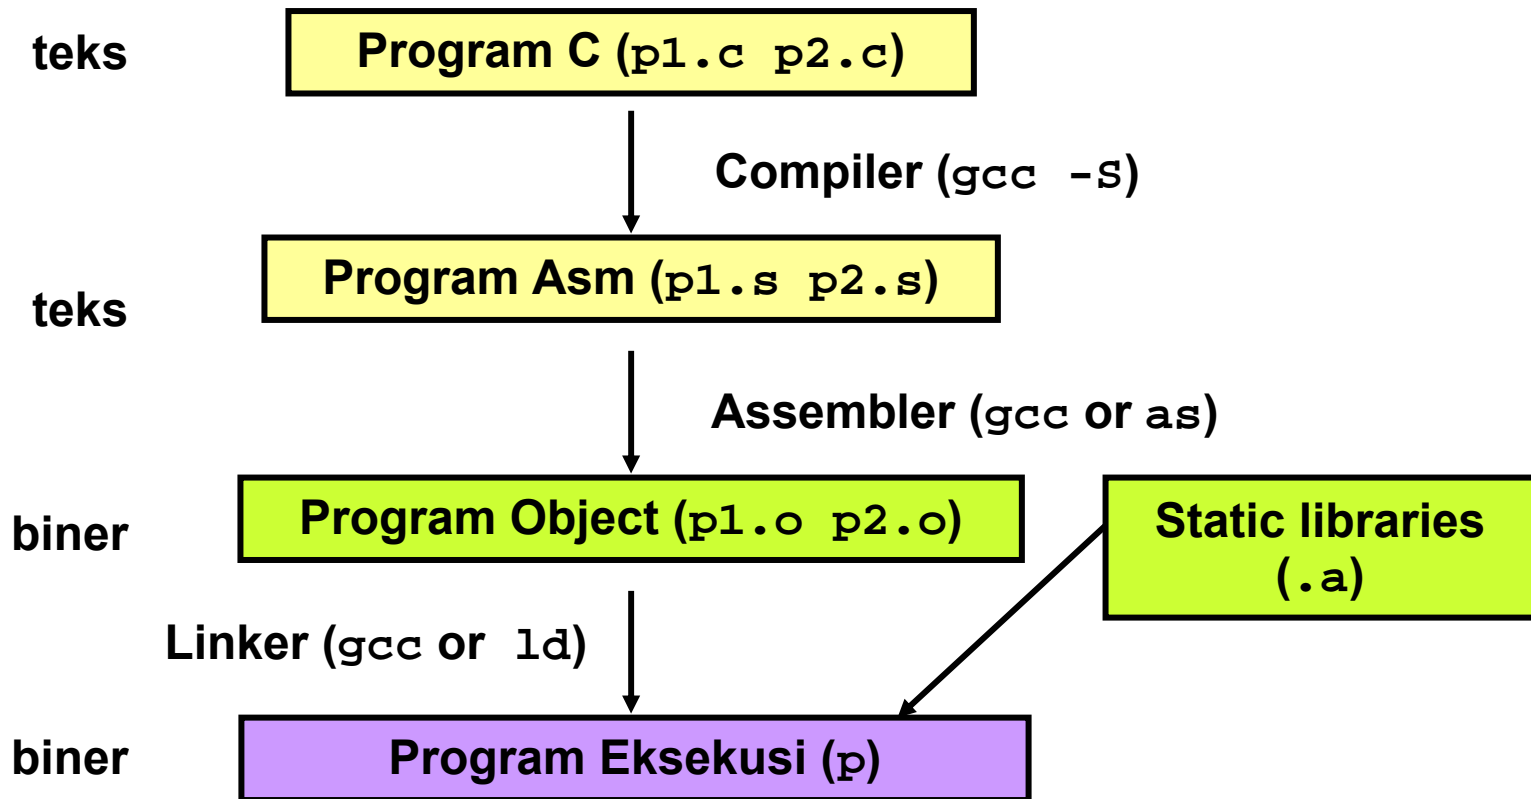 teks
Program C (p1.c p2.c)
Compiler (gcc -S)
teks
Program Asm (p1.s p2.s)
Assembler (gcc or as)
biner
Program Object (p1.o p2.o)
Static libraries
(.a)
Linker (gcc or ld)
biner
Program Eksekusi (p)